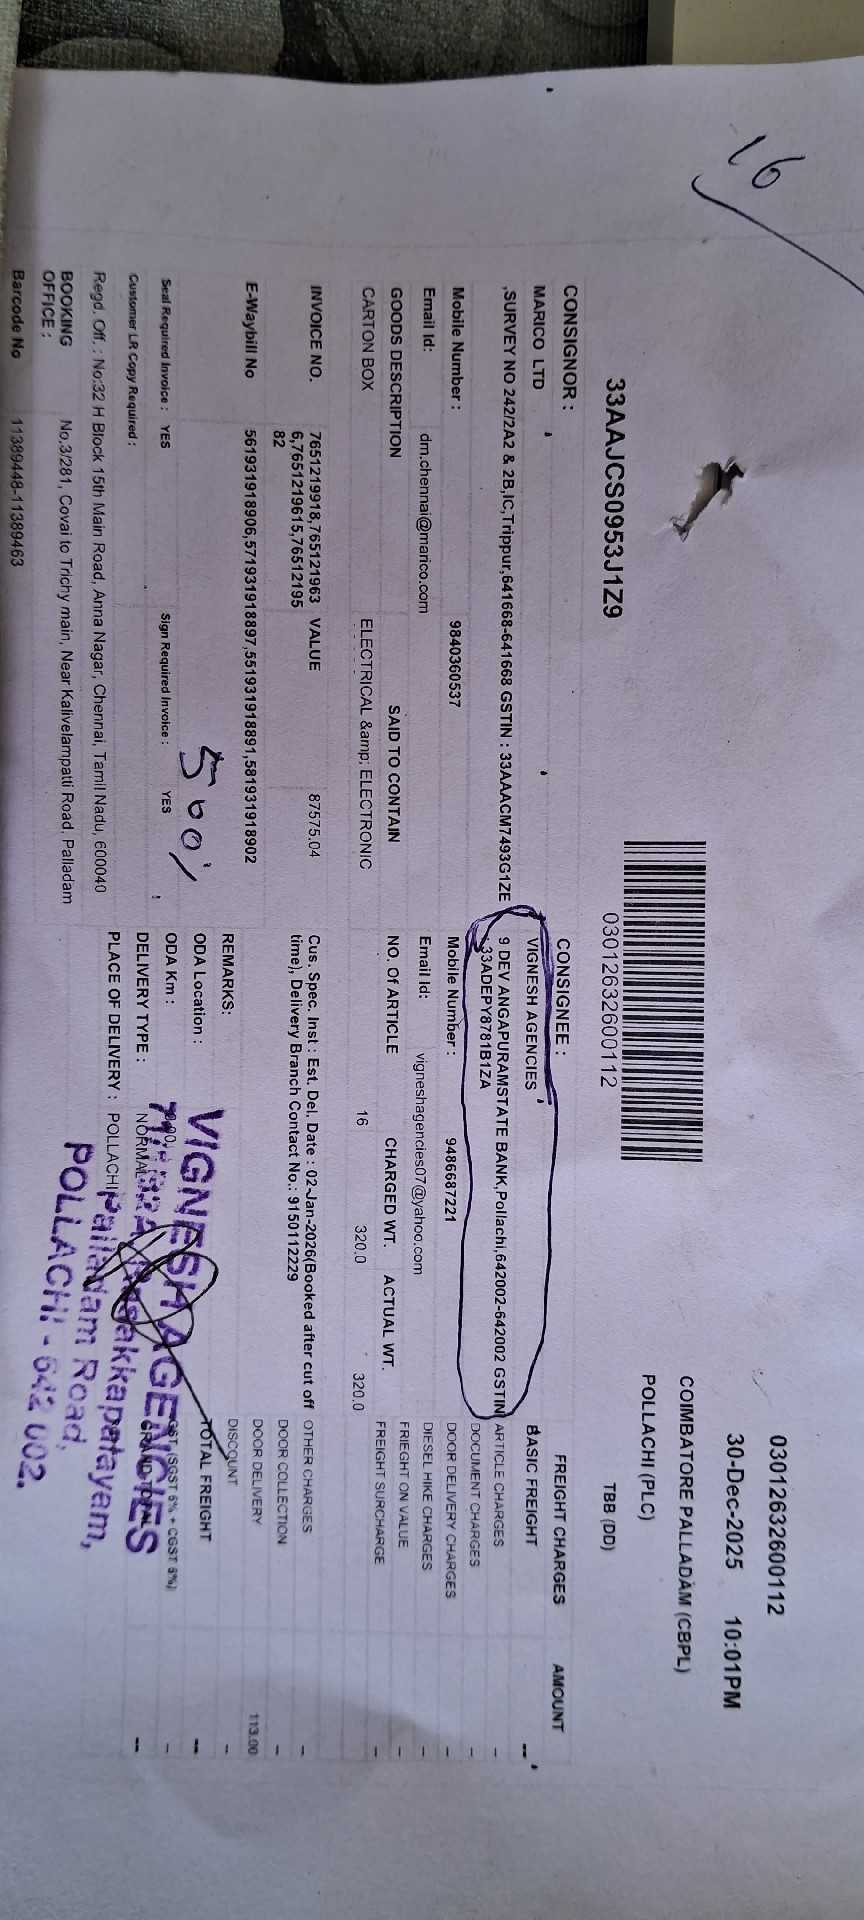 16
030126632600112
30-Dec-2025 10:01PM
COIMBATORE PALLADAM (CBPL)
POLLACHI (PLC)
TBB (DD)
33AAJCS0953J1Z9
030126632600112
CONSIGNOR :
MARICO LTD
,SURVEY NO 242/2A2 & 2B,IC,Trippur,641668-641668 GSTIN : 33AAACM7493G1ZE
Mobile Number : 9840360537
Email Id: dm.chennai@marico.com
CONSIGNEE :
VIGNESH AGENCIES
9 DEV ANGAPURAMSTATE BANK,Pollachi,642002-642002 GSTIN
33ADEPY8781B1ZA
Mobile Number : 9486687221
Email Id: vigneshagencies07@yahoo.com
GOODS DESCRIPTION SAID TO CONTAIN NO. Of ARTICLE CHARGED WT. ACTUAL WT.
CARTON BOX ELECTRICAL &amp; ELECTRONIC 16 320.0 320.0
INVOICE NO. 7651219918,765121963
6,7651219615,76512195
82
VALUE 87575.04
Cus. Spec. Inst : Est. Del. Date : 02-Jan-2026(Booked after cut off
time), Delivery Branch Contact No.: 9150112229
E-Waybill No 561931918906,571931918897,551931918891,581931918902
REMARKS:
500/
ODA Location :
Seal Required Invoice : YES Sign Required Invoice : YES
ODA Km :
Customer LR Copy Required :
DELIVERY TYPE : NORMAL
Regd. Off. : No:32 H Block 15th Main Road, Anna Nagar, Chennai, Tamil Nadu, 600040
PLACE OF DELIVERY : POLLACHI
BOOKING
OFFICE :
No.3/281, Covai to Trichy main, Near Kalivelampatti Road, Palladam
Barcode No 11389448-11389463
FREIGHT CHARGES AMOUNT
BASIC FREIGHT --
ARTICLE CHARGES -
DOCUMENT CHARGES -
DOOR DELIVERY CHARGES -
DIESEL HIKE CHARGES -
FRIEGHT ON VALUE -
FREIGHT SURCHARGE -
OTHER CHARGES -
DOOR COLLECTION -
DOOR DELIVERY 113.00
DISCOUNT -
TOTAL FREIGHT --
GST (SGST 6% + CGST 6%) -
GRAND TOTAL --
VIGNESH AGENCIES
Palladam Road,
POLLACHI - 642 002.